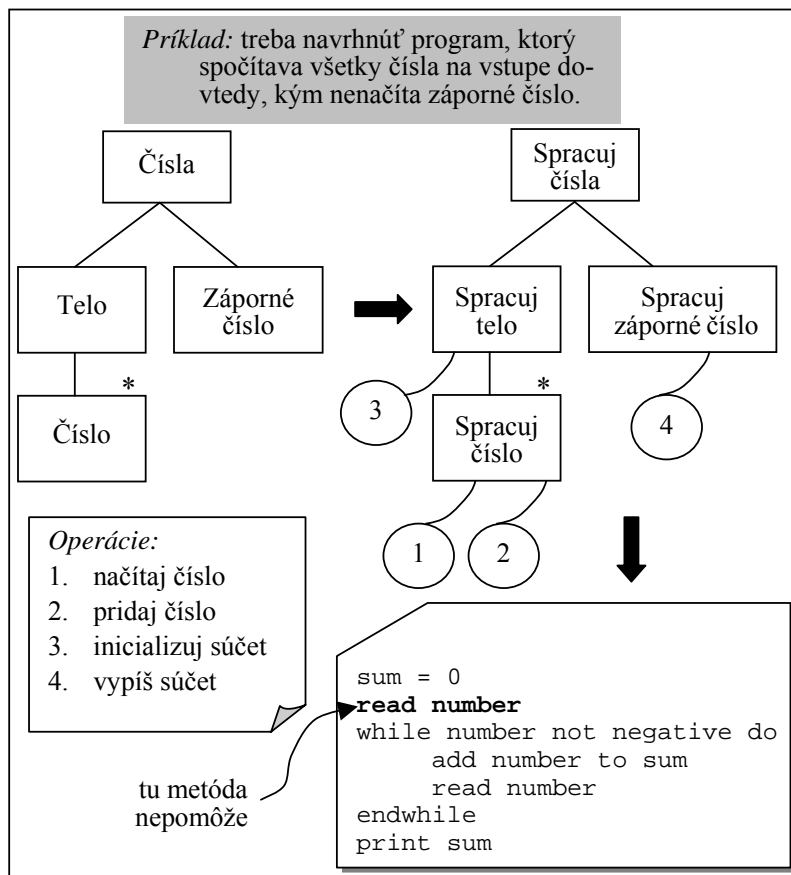 Príklad: treba navrhnúť program, ktorý
spočítava všetky čísla na vstupe do-
vtedy, kým nenačíta záporné číslo.
Čísla
Telo
Záporné
číslo
*
Číslo
Spracuj
čísla
Spracuj
telo
Spracuj
záporné číslo
3
*
Spracuj
číslo
4
1
2
Operácie:
1. načítaj číslo
2. pridaj číslo
3. inicializuj súčet
4. vypíš súčet
tu metóda
nepomôže
sum = 0
read number
while number not negative do
add number to sum
read number
endwhile
print sum